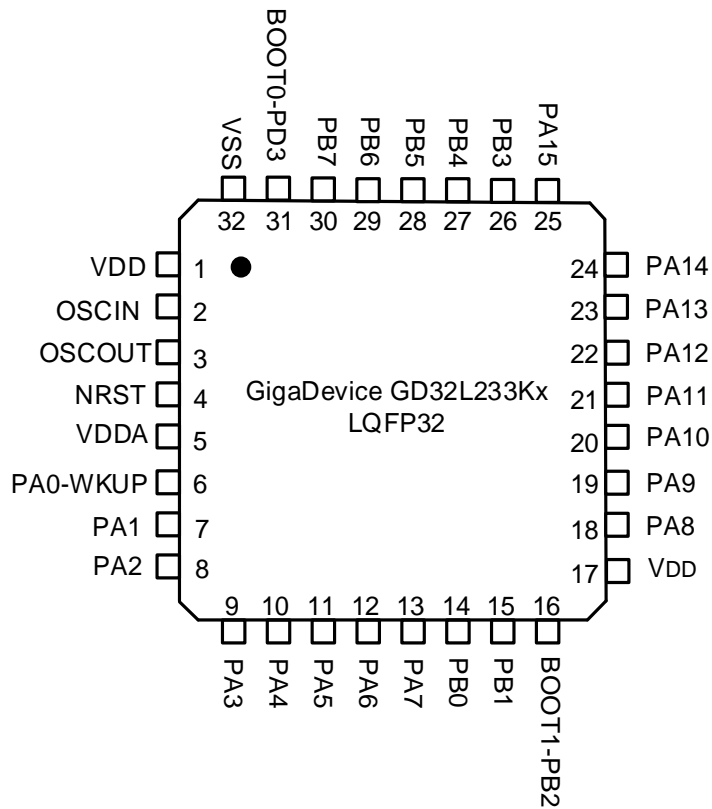 BOOT0-PD3
VSS
PB7
PB6
PB5
PB4
PB3
PA15
32 31 30 29 28 27 26 25
VDD 1
OSCIN 2
OSCOUT 3
NRST 4
VDDA 5
PA0-WKUP 6
PA1 7
PA2 8
24 PA14
23 PA13
22 PA12
21 PA11
20 PA10
19 PA9
18 PA8
17 VDD
GigaDevice GD32L233Kx
LQFP32
9 10 11 12 13 14 15 16
PA3
PA4
PA5
PA6
PA7
PB0
PB1
BOOT1-PB2